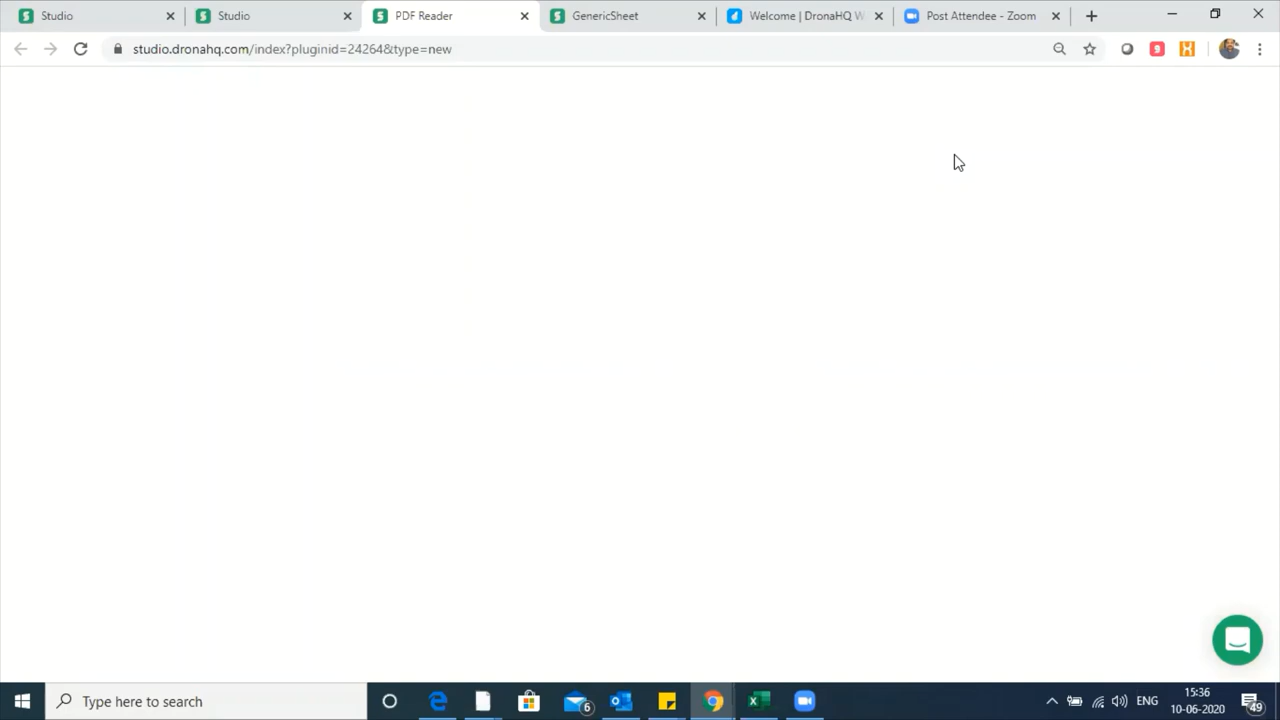 Studio
Studio
PDF Reader
GenericSheet
Welcome | DronaHQ W
Post Attendee - Zoom
studio.dronahq.com/index?pluginid=24264&type=new
9
Type here to search
6
ENG
15:36
10-06-2020
49